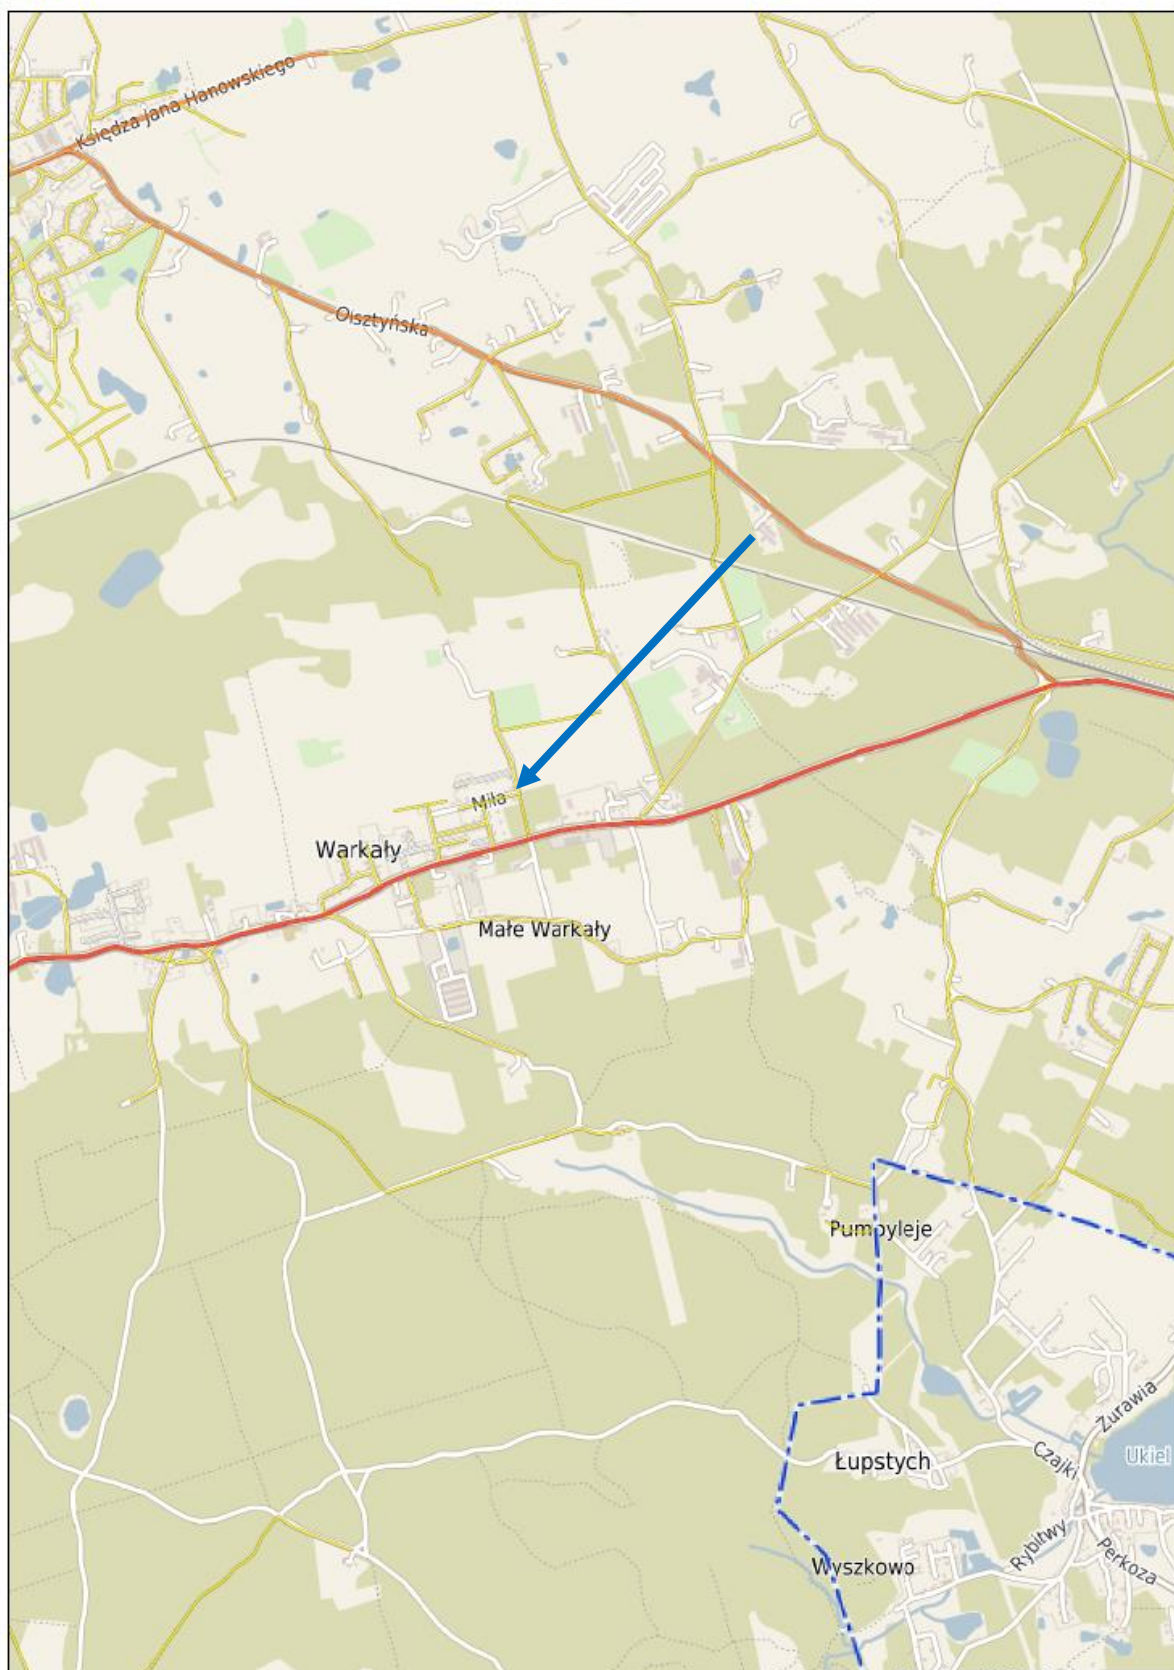 Księdza jana Hanowskiego
Olsztyńska
Miła
Warkały
Małe Warkały
Pumpyleje
Żurawia
Czajki
Ukiel
Łupstych
Rybitwy
Perkoza
Wyszkowo